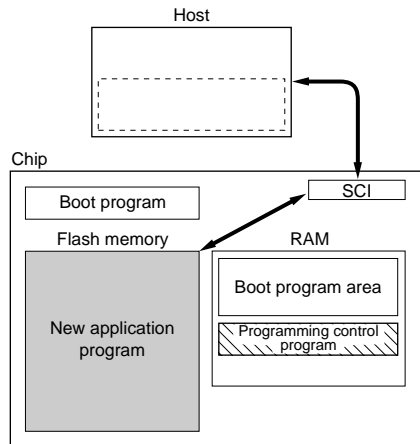 Host
Chip
SCI
Boot program
Flash memory
RAM
Boot program area
New application
program
Programming control
program